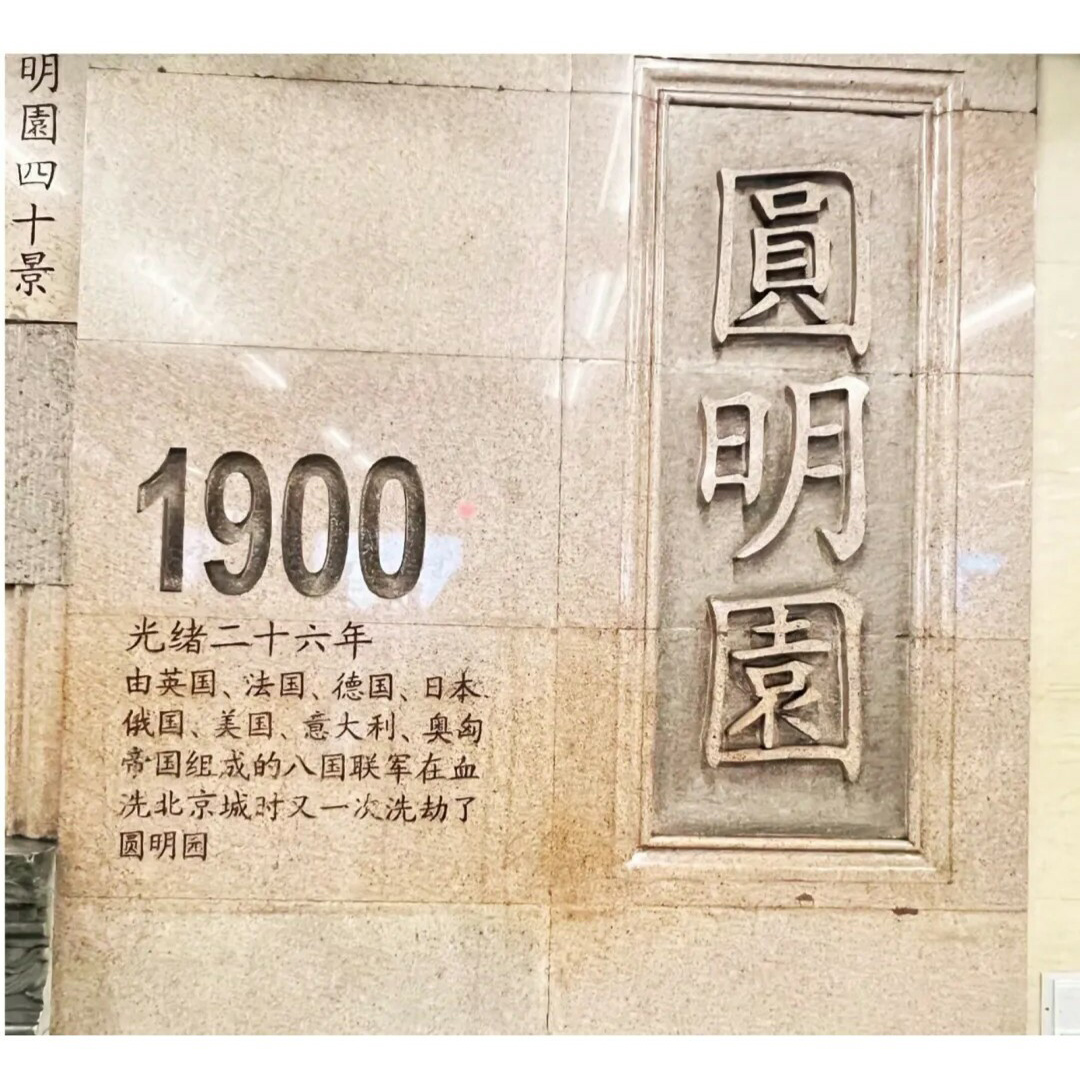 明園四十景
圓明園
1900
光绪二十六年
由英国、法国、德国、日本
俄国、美国、意大利、奥匈
帝国组成的八国联军在血
洗北京城时又一次洗劫了
圆明园